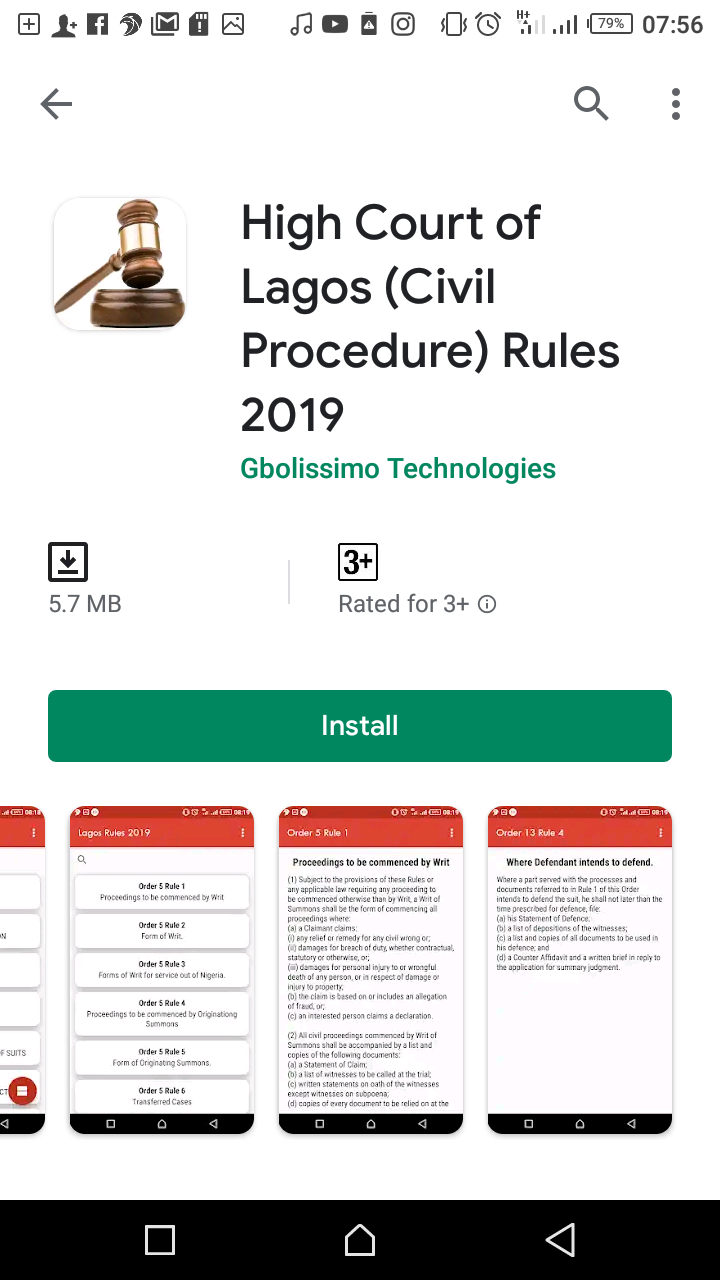 H+
79%
07:56
High Court of
Lagos (Civil
Procedure) Rules
2019
Gbolissimo Technologies
3+
5.7 MB
Rated for 3+
Install
08:18
N
F SUITS
CT
08:19
Lagos Rules 2019
Order 5 Rule 1
Proceedings to be commenced by Writ
Order 5 Rule 2
Form of Writ.
Order 5 Rule 3
Forms of Writ for service out of Nigeria.
Order 5 Rule 4
Proceedings to be commenced by Originationg
Summons
Order 5 Rule 5
Form of Originating Summons.
Order 5 Rule 6
Transferred Cases
08:19
Order 5 Rule 1
Proceedings to be commenced by Writ
(1) Subject to the provisions of these Rules or
any applicable law requiring any proceeding to
be commenced otherwise than by Writ, a Writ of
Summons shall be the form of commencing all
proceedings where:
(a) a Claimant claims:
(i) any relief or remedy for any civil wrong or;
(ii) damages for breach of duty, whether contractual,
statutory or otherwise, or;
(iii) damages for personal injury to or wrongful
death of any person, or in respect of damage or
injury to property;
(b) the claim is based on or includes an allegation
of fraud, or;
(c) an interested person claims a declaration.
(2) All civil proceedings commenced by Writ of
Summons shall be accompanied by a list and
copies of the following documents:
(a) a Statement of Claim;
(b) a list of witnesses to be called at the trial;
(c) written statements on oath of the witnesses
except witnesses on subpoena;
(d) copies of every document to be relied on at the
08:19
Order 13 Rule 4
Where Defendant intends to defend.
Where a part served with the processes and
documents referred to in Rule 1 of this Order
intends to defend the suit, he shall not later than the
time prescribed for defence, file:
(a) his Statement of Defence;
(b) a list of depositions of the witnesses;
(c) a list and copies of all documents to be used in
his defence; and
(d) a Counter Affidavit and a written brief in reply to
the application for summary judgment.